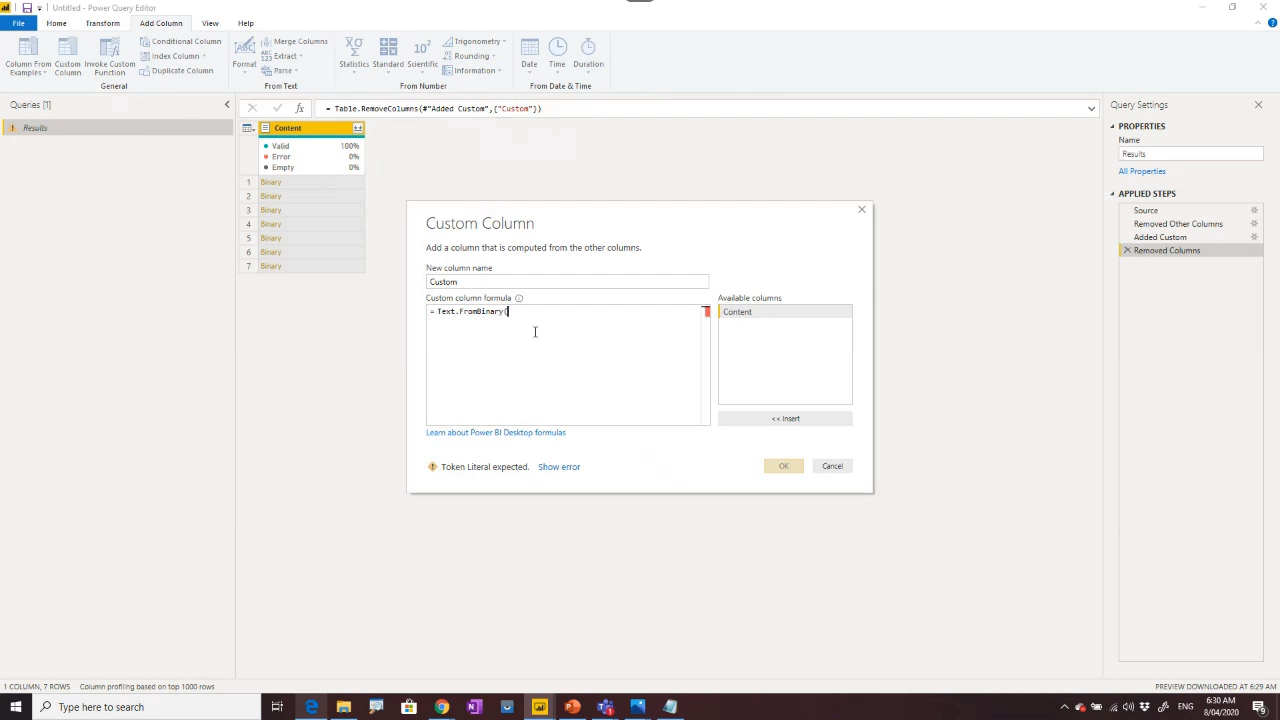 Untitled - Power Query Editor
File Home Transform Add Column View Help
Column From Examples
Custom Column
Invoke Custom Function
Conditional Column
Index Column
Duplicate Column
General
Format
Merge Columns
Extract
Parse
From Text
Statistics
Standard
Scientific
Trigonometry
Rounding
Information
From Number
Date
Time
Duration
From Date & Time
Queries [1]
Results
= Table.RemoveColumns(#"Added Custom",{"Custom"})
Content
Valid 100%
Error 0%
Empty 0%
1 Binary
2 Binary
3 Binary
4 Binary
5 Binary
6 Binary
7 Binary
Custom Column
Add a column that is computed from the other columns.
New column name
Custom
Custom column formula
= Text.FromBinary(
Available columns
Content
<< Insert
Learn about Power BI Desktop formulas
Token Literal expected. Show error
OK
Cancel
Query Settings
PROPERTIES
Name
Results
All Properties
APPLIED STEPS
Source
Removed Other Columns
Added Custom
Removed Columns
1 COLUMN, 7 ROWS Column profiling based on top 1000 rows
PREVIEW DOWNLOADED AT 6:29 AM
Type here to search
ENG
6:30 AM
8/04/2020